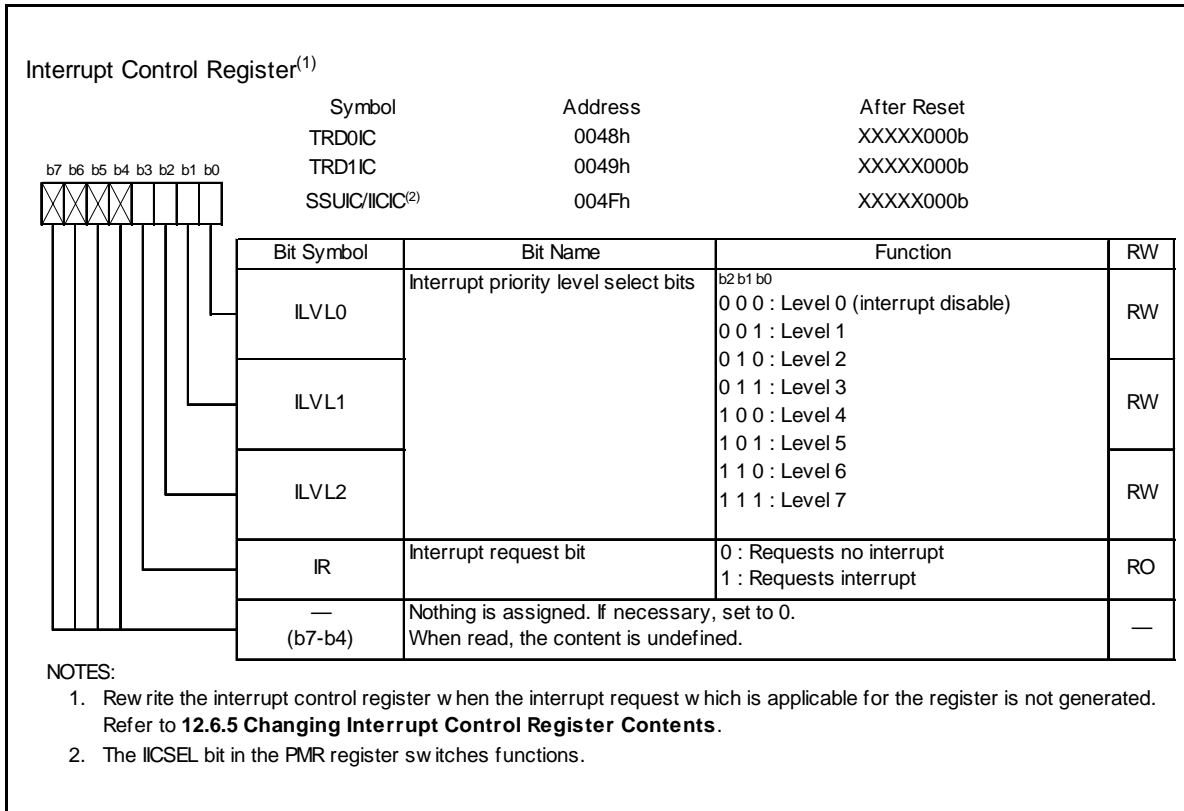 Interrupt Control Register(1)
Symbol Address After Reset
TRD0IC 0048h XXXXX000b
TRD1IC 0049h XXXXX000b
SSUIC/IICIC(2) 004Fh XXXXX000b
b7 b6 b5 b4 b3 b2 b1 b0
Bit Symbol Bit Name Function RW
ILVL0 Interrupt priority level select bits b2 b1 b0
0 0 0 : Level 0 (interrupt disable) RW
0 0 1 : Level 1
0 1 0 : Level 2
ILVL1 0 1 1 : Level 3 RW
1 0 0 : Level 4
1 0 1 : Level 5
ILVL2 1 1 0 : Level 6 RW
1 1 1 : Level 7
IR Interrupt request bit 0 : Requests no interrupt RO
1 : Requests interrupt
— Nothing is assigned. If necessary, set to 0. —
(b7-b4) When read, the content is undefined.
NOTES:
1. Rewrite the interrupt control register when the interrupt request which is applicable for the register is not generated.
Refer to 12.6.5 Changing Interrupt Control Register Contents.
2. The IICSEL bit in the PMR register switches functions.